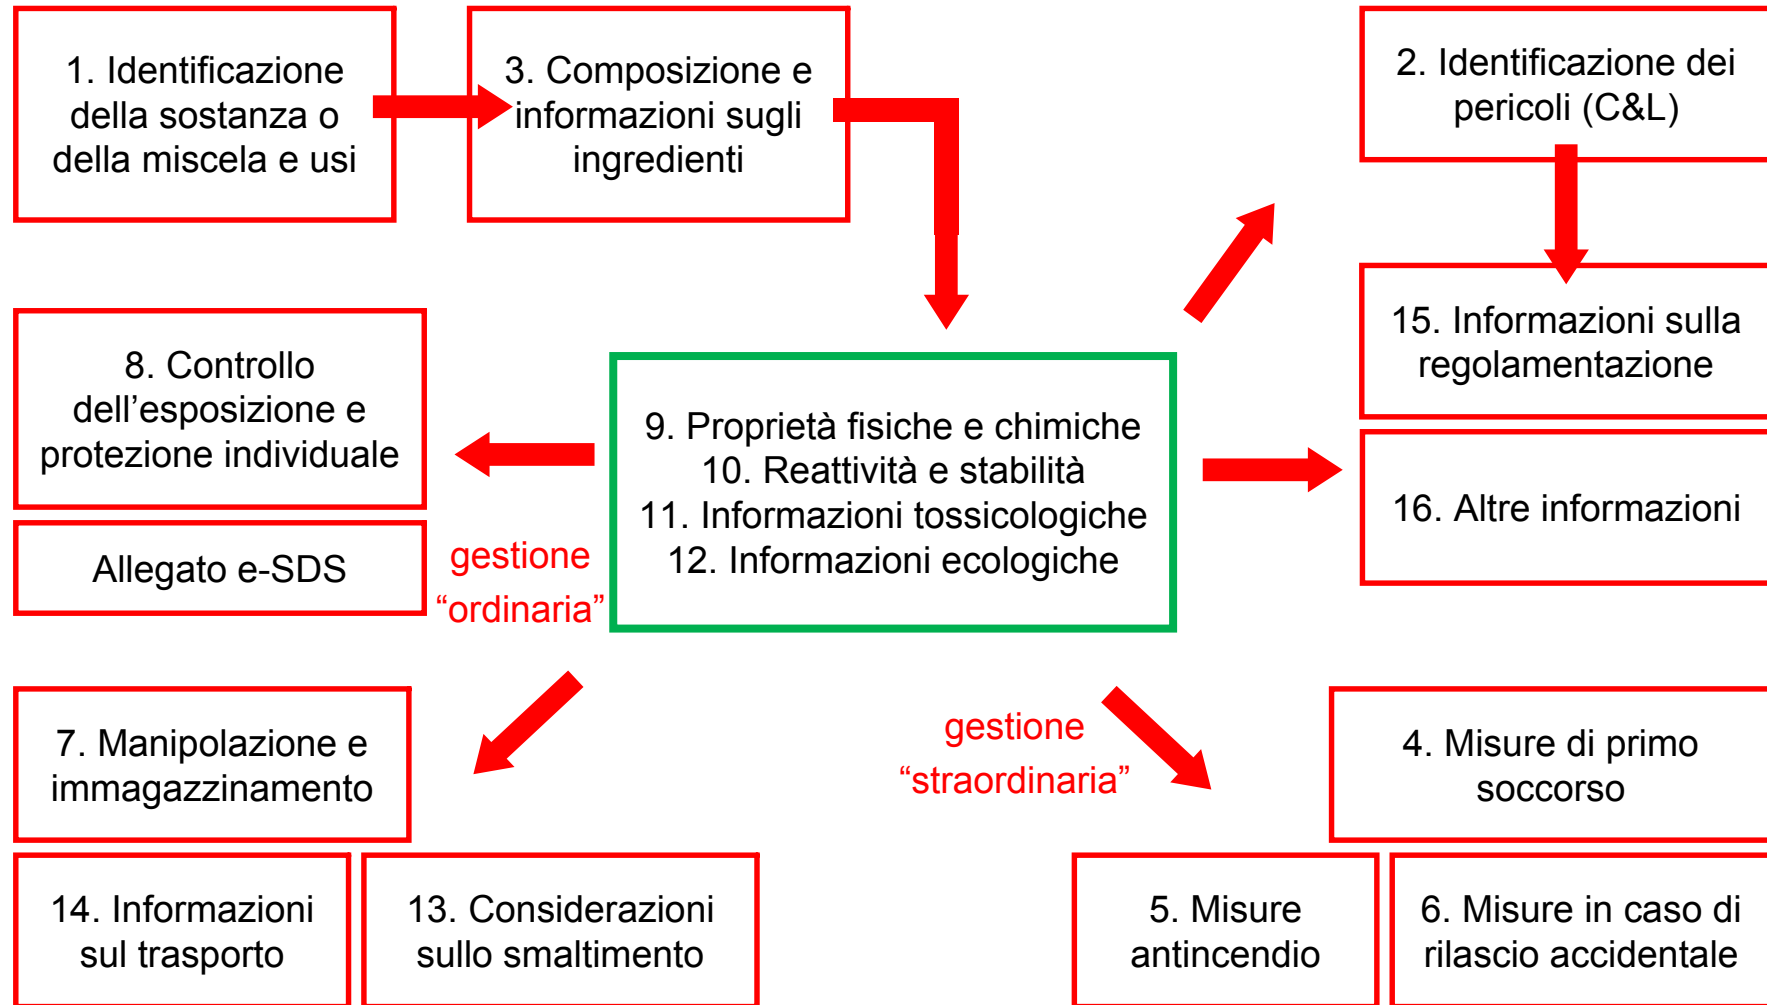 1. Identificazione
della sostanza o
della miscela e usi
3. Composizione e
informazioni sugli
ingredienti
2. Identificazione dei
pericoli (C&L)
15. Informazioni sulla
regolamentazione
8. Controllo
dell’esposizione e
protezione individuale
9. Proprietà fisiche e chimiche
10. Reattività e stabilità
11. Informazioni tossicologiche
12. Informazioni ecologiche
16. Altre informazioni
Allegato e-SDS
gestione
“ordinaria”
7. Manipolazione e
immagazzinamento
gestione
“straordinaria”
4. Misure di primo
soccorso
14. Informazioni
sul trasporto
13. Considerazioni
sullo smaltimento
5. Misure
antincendio
6. Misure in caso di
rilascio accidentale